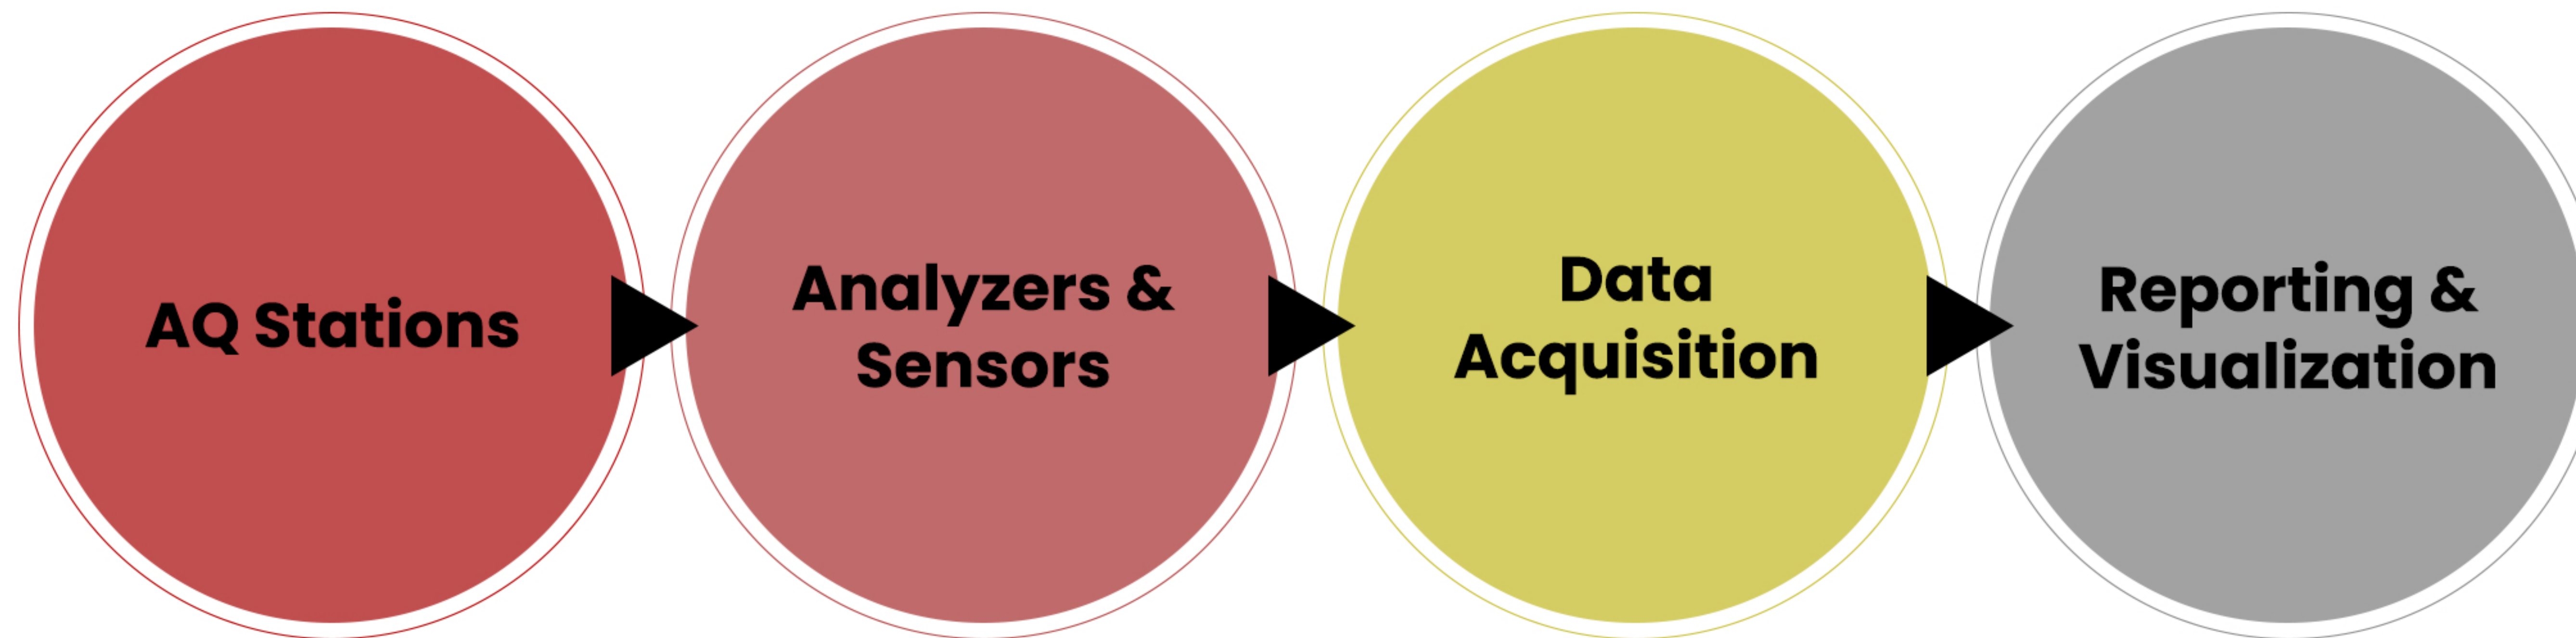 AQ Stations
Analyzers &
Sensors
Data
Acquisition
Reporting &
Visualization